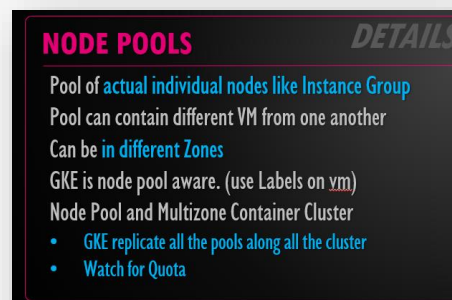 NODE POOLS
DETAILS
Pool of actual individual nodes like Instance Group
Pool can contain different VM from one another
Can be in different Zones
GKE is node pool aware. (use Labels on vm)
Node Pool and Multizone Container Cluster
• GKE replicate all the pools along all the cluster
• Watch for Quota